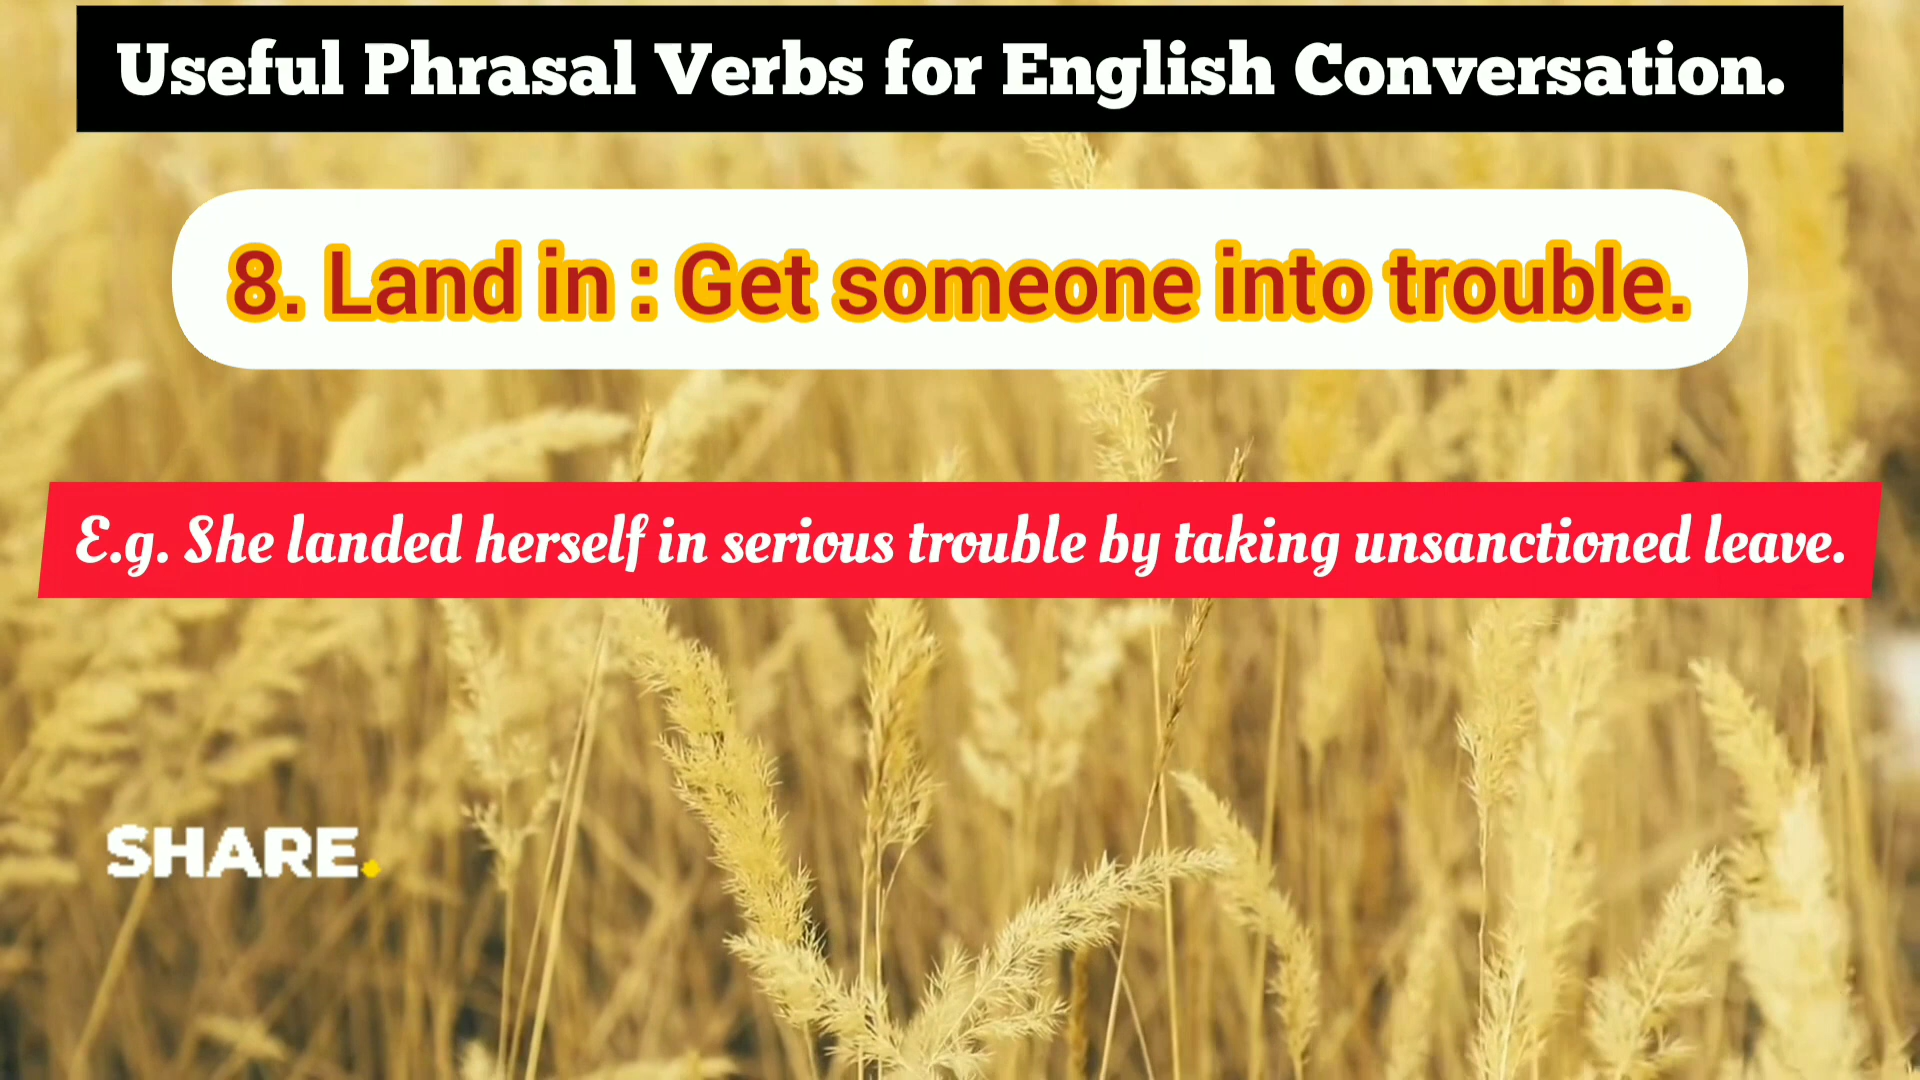 Useful Phrasal Verbs for English Conversation.
8. Land in : Get someone into trouble.
E.g. She landed herself in serious trouble by taking unsanctioned leave.
SHARE.